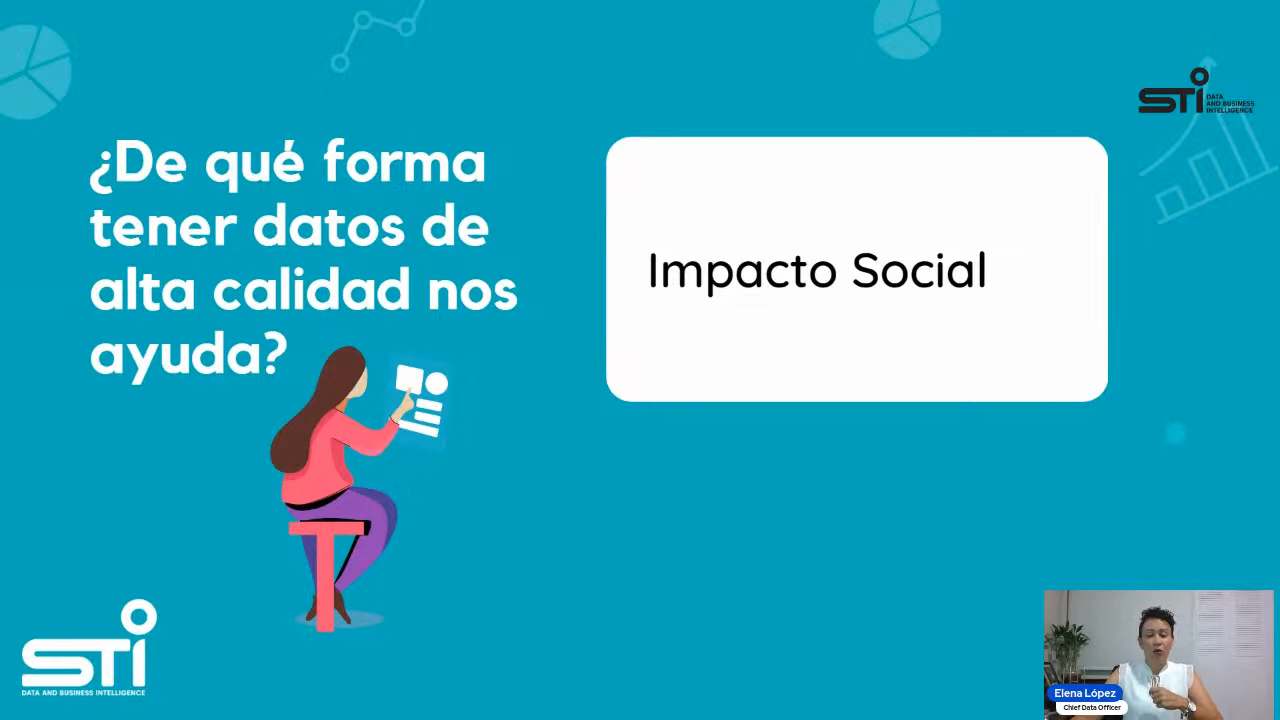 ¿De qué forma
tener datos de
alta calidad nos
ayuda?
Impacto Social
STI
DATA
AND BUSINESS
INTELLIGENCE
STI
DATA AND BUSINESS INTELLIGENCE
Elena López
Chief Data Officer